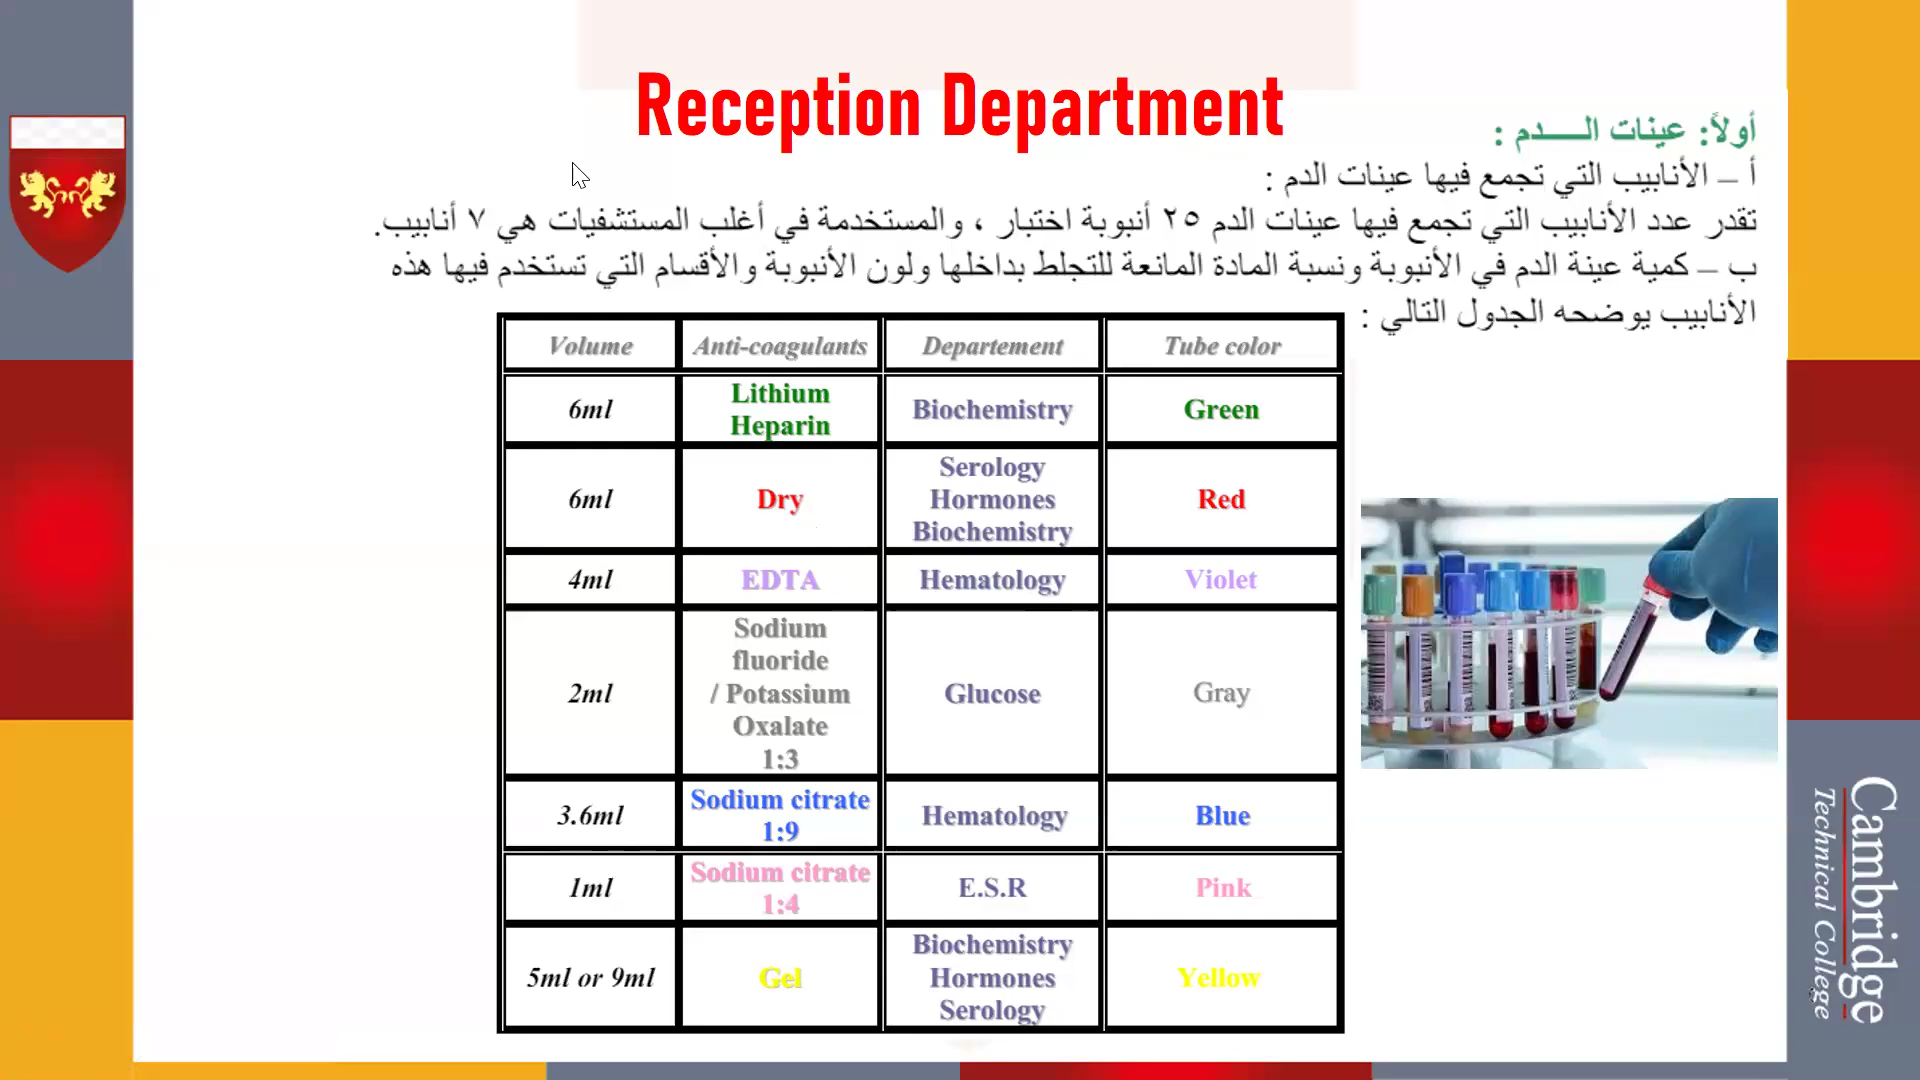 Reception Department
أولاً: عينات الـــــدم :
أ – الأنابيب التي تجمع فيها عينات الدم :
تقدر عدد الأنابيب التي تجمع فيها عينات الدم ٢٥ أنبوبة اختبار ، والمستخدمة في أغلب المستشفيات هي ٧ أنابيب.
ب – كمية عينة الدم في الأنبوبة ونسبة المادة المانعة للتجلط بداخلها ولون الأنبوبة والأقسام التي تستخدم فيها هذه
الأنابيب يوضحه الجدول التالي :
Volume Anti-coagulants Departement Tube color
6ml Lithium Heparin Biochemistry Green
6ml Dry Serology Hormones Biochemistry Red
4ml EDTA Hematology Violet
2ml Sodium fluoride / Potassium Oxalate 1:3 Glucose Gray
3.6ml Sodium citrate 1:9 Hematology Blue
1ml Sodium citrate 1:4 E.S.R Pink
5ml or 9ml Gel Biochemistry Hormones Serology Yellow
Cambridge
Technical College